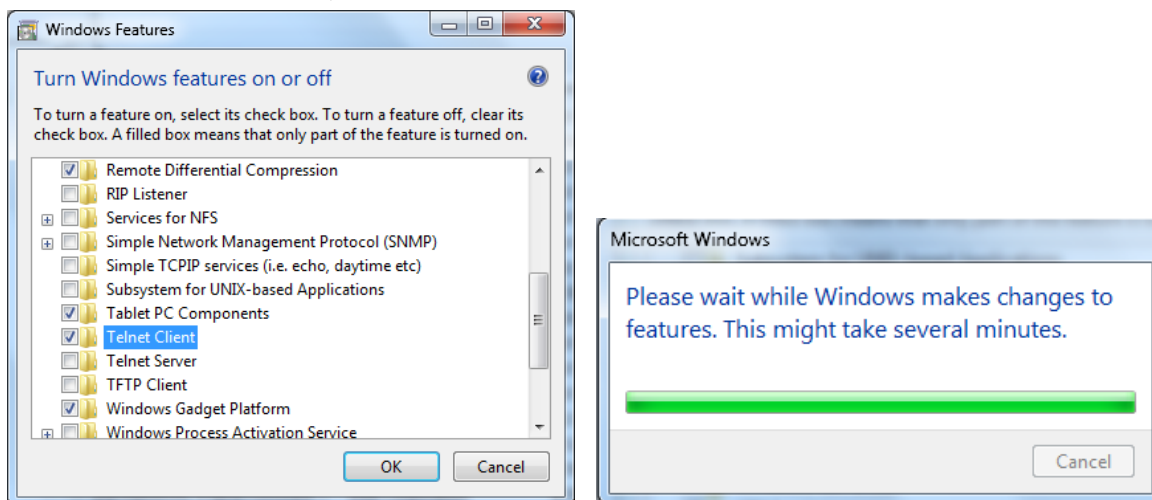 Windows Features
Turn Windows features on or off
To turn a feature on, select its check box. To turn a feature off, clear its
check box. A filled box means that only part of the feature is turned on.
Remote Differential Compression
RIP Listener
Services for NFS
Simple Network Management Protocol (SNMP)
Simple TCPIP services (i.e. echo, daytime etc)
Subsystem for UNIX-based Applications
Tablet PC Components
Telnet Client
Telnet Server
TFTP Client
Windows Gadget Platform
Windows Process Activation Service
OK Cancel
Microsoft Windows
Please wait while Windows makes changes to
features. This might take several minutes.
Cancel